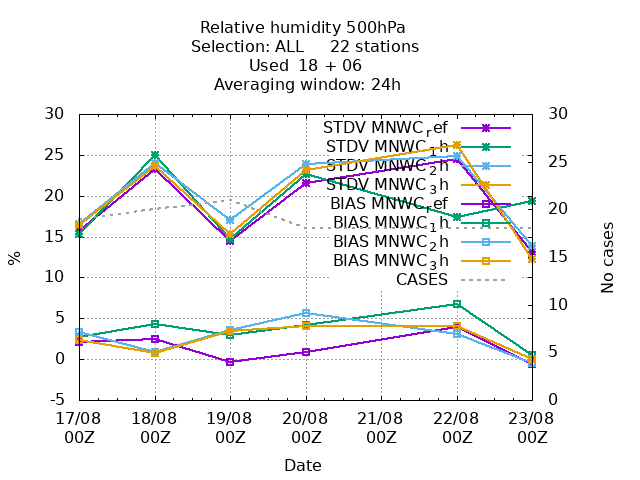 Relative humidity 500hPa
Selection: ALL 22 stations
Used 18 + 06
Averaging window: 24h
30
25
20
15
10
5
0
-5
%
30
25
20
15
10
5
0
No cases
STDV MNWC_ref
STDV MNWC_1h
STDV MNWC_2h
STDV MNWC_3h
BIAS MNWC_ref
BIAS MNWC_1h
BIAS MNWC_2h
BIAS MNWC_3h
CASES
17/08 18/08 19/08 20/08 21/08 22/08 23/08
00Z 00Z 00Z 00Z 00Z 00Z 00Z
Date